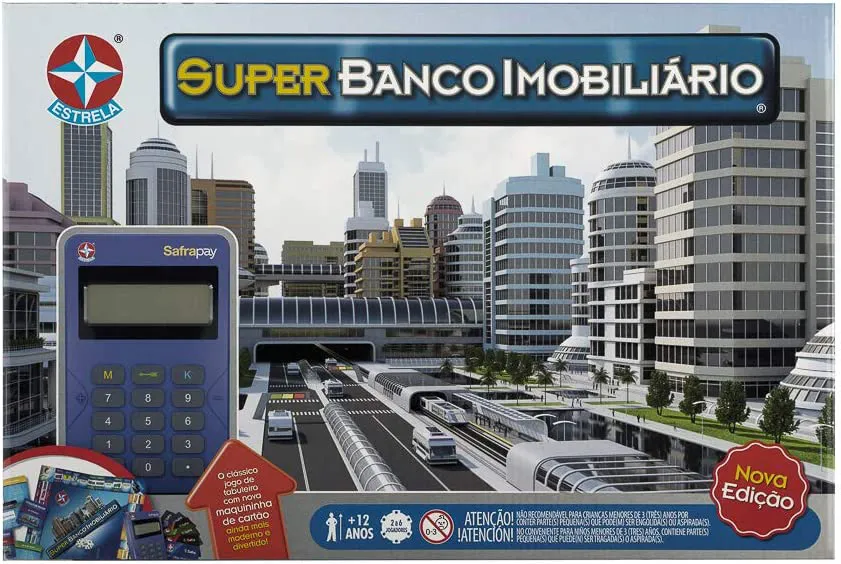 ESTRELA
®
SUPER BANCO IMOBILIÁRIO
®
Safrapay
M K
7 8 9
4 5 6
1 2 3
0 •
O clássico
jogo de
tabuleiro
com nova
maquininha
de cartão
ainda mais
moderno e
divertido!
SUPER BANCO IMOBILIÁRIO
Nova
Edição
+12
ANOS
2 a 6
JOGADORES
0-3
ATENÇÃO! NÃO RECOMENDÁVEL PARA CRIANÇAS MENORES DE 3 (TRÊS) ANOS POR
CONTER PARTE(S) PEQUENA(S) QUE PODE(M) SER ENGOLIDA(S) OU ASPIRADA(S).
!ATENCIÓN! NO CONVENIENTE PARA NIÑOS MENORES DE 3 (TRES) AÑOS, CONTIENE PARTE(S)
PEQUEÑA(S) QUE PUEDE(N) SER TRAGADA(S) O ASPIRADA(S).